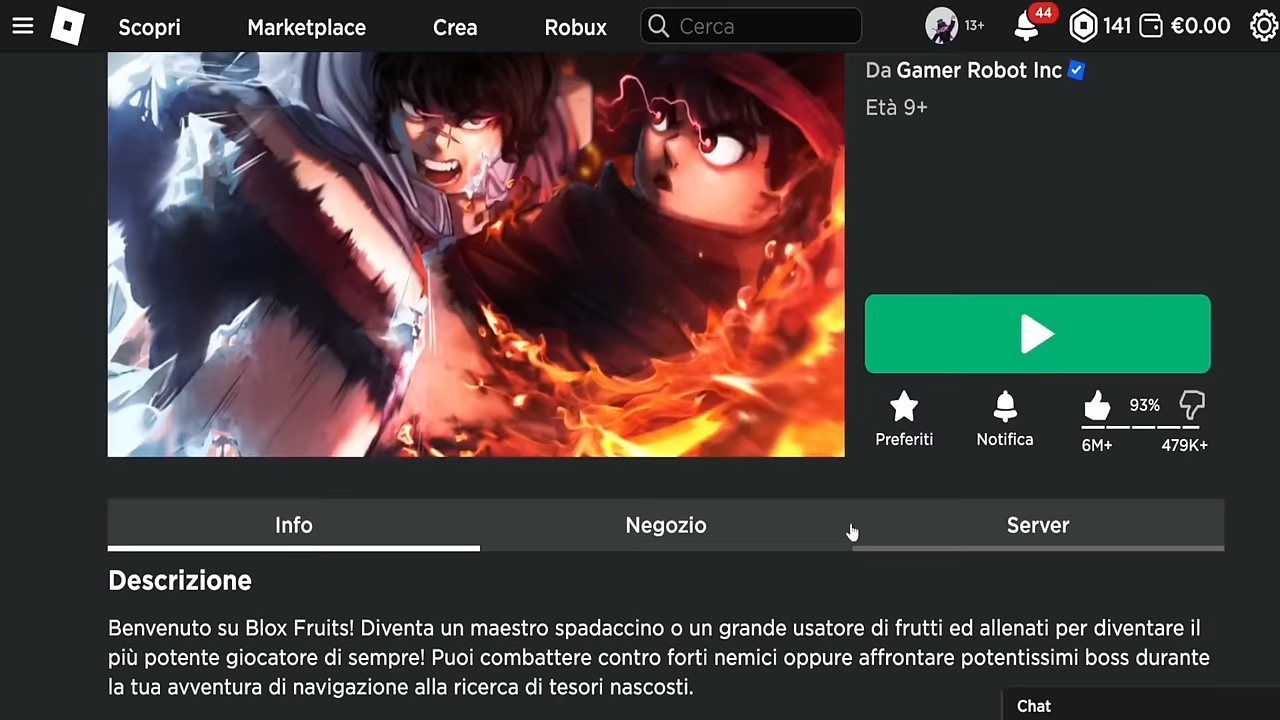 Scopri Marketplace Crea Robux Cerca 13+ 44 141 €0.00
Da Gamer Robot Inc
Età 9+
93%
Preferiti Notifica 6M+ 479K+
Info Negozio Server
Descrizione
Benvenuto su Blox Fruits! Diventa un maestro spadaccino o un grande usatore di frutti ed allenati per diventare il
più potente giocatore di sempre! Puoi combattere contro forti nemici oppure affrontare potentissimi boss durante
la tua avventura di navigazione alla ricerca di tesori nascosti.
Chat